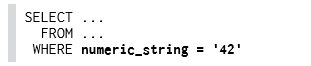 SELECT ...
FROM ...
WHERE numeric_string = '42'